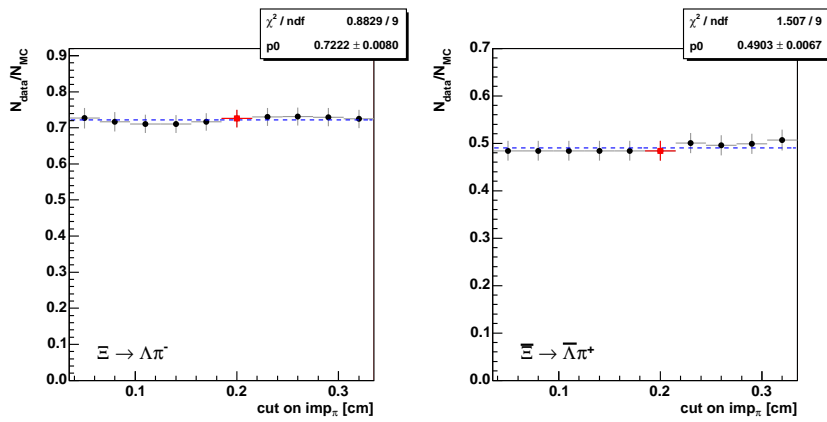 χ² / ndf 0.8829 / 9
p0 0.7222 ± 0.0080
N_data/N_MC
0.9
0.8
0.7
0.6
0.5
0.4
0.3
0.2
0.1
0.0
Ξ → Λπ⁻
0.1 0.2 0.3
cut on imp_π [cm]
χ² / ndf 1.507 / 9
p0 0.4903 ± 0.0067
N_data/N_MC
0.7
0.6
0.5
0.4
0.3
0.2
0.1
0.0
Ξ̅ → Λ̅π⁺
0.1 0.2 0.3
cut on imp_π [cm]